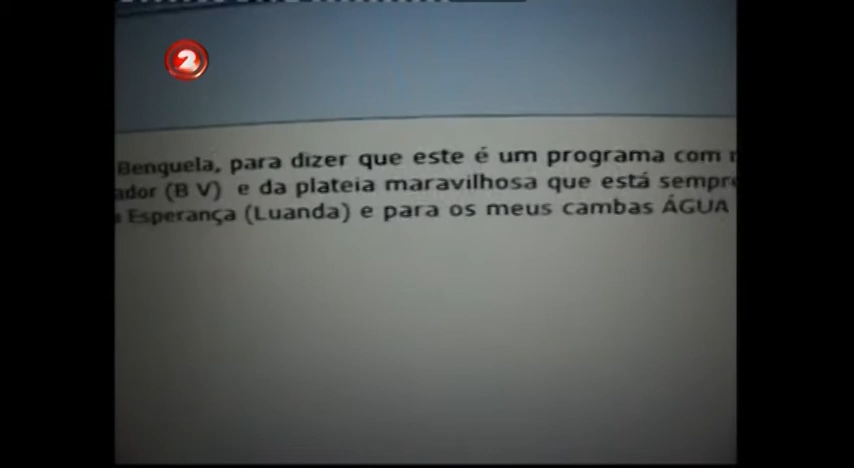 2
Benguela, para dizer que este é um programa com
ador (B V) e da plateia maravilhosa que está sempre
Esperança (Luanda) e para os meus cambas ÁGUA